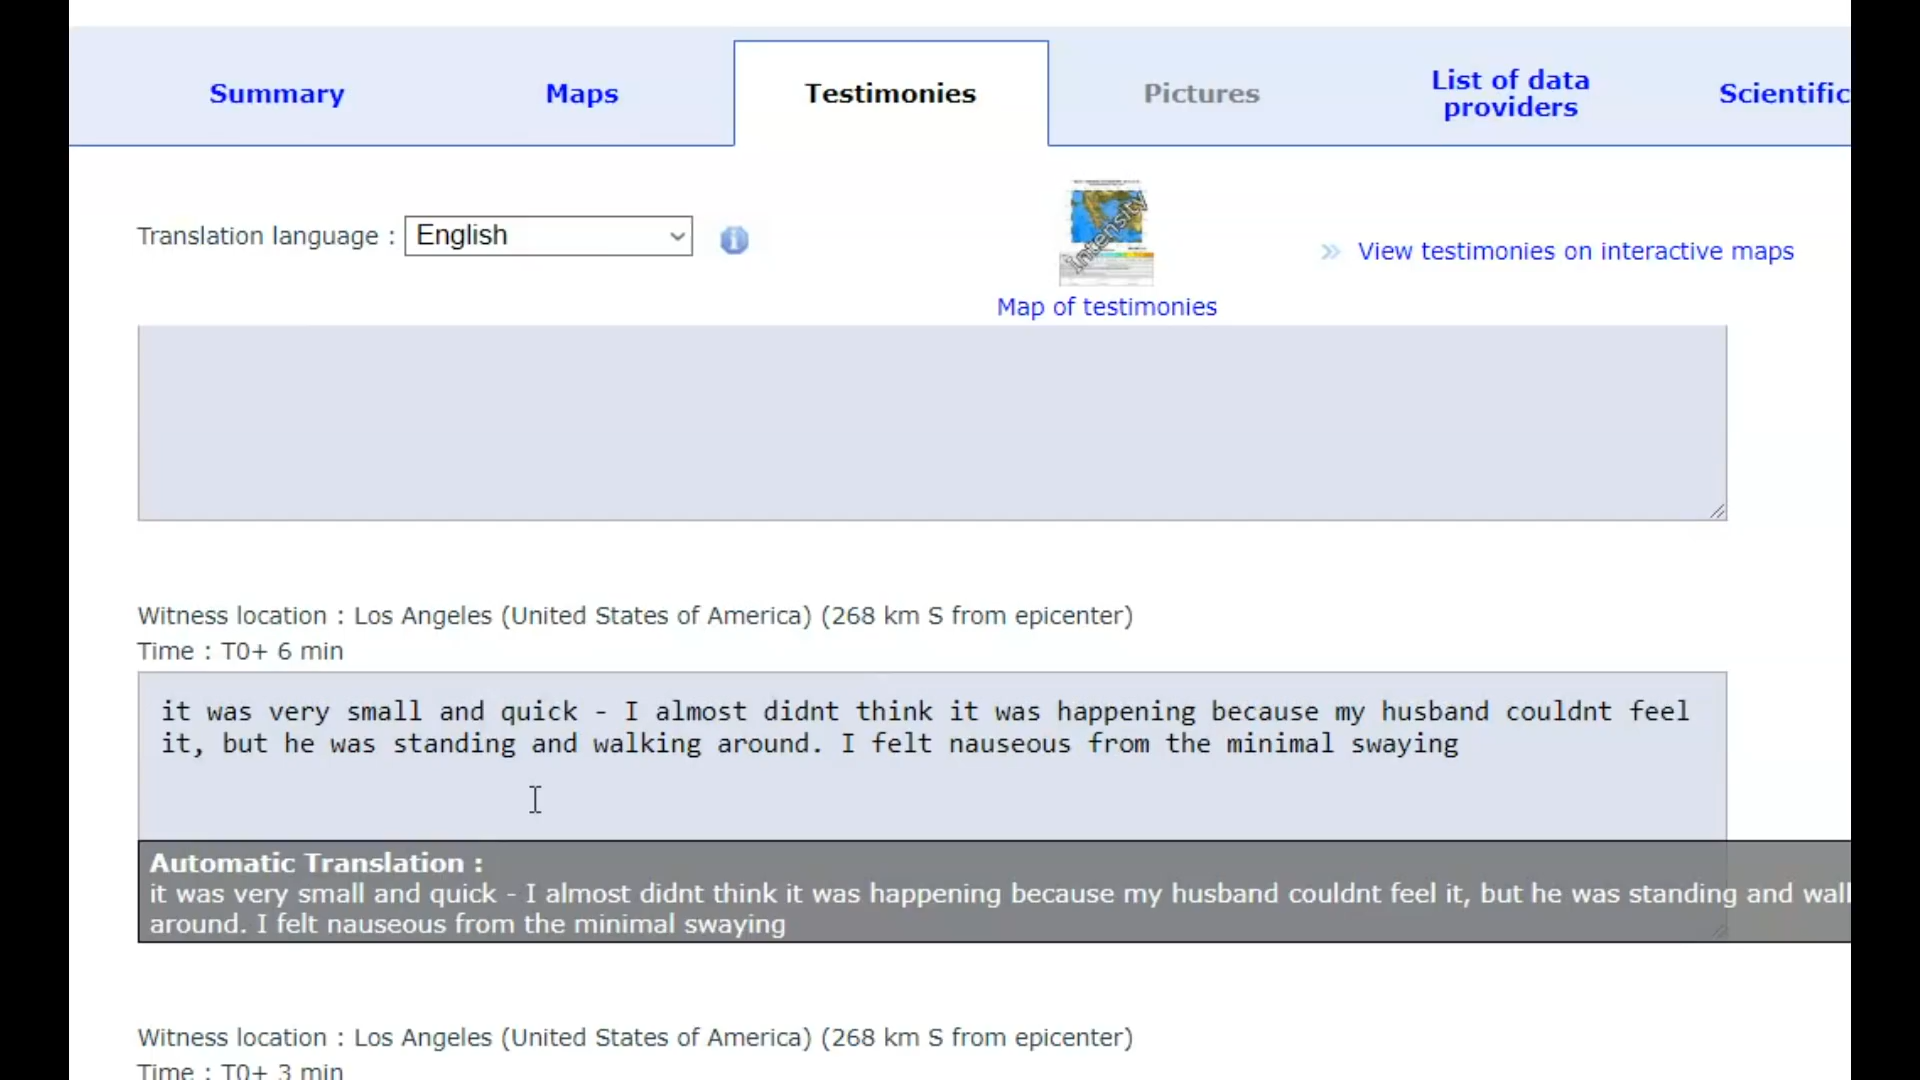 Summary
Maps
Testimonies
Pictures
List of data
providers
Scientific
Translation language :
English
intensity
Map of testimonies
View testimonies on interactive maps
Witness location : Los Angeles (United States of America) (268 km S from epicenter)
Time : T0+ 6 min
it was very small and quick - I almost didnt think it was happening because my husband couldnt feel
it, but he was standing and walking around. I felt nauseous from the minimal swaying
Automatic Translation :
it was very small and quick - I almost didnt think it was happening because my husband couldnt feel it, but he was standing and wal
around. I felt nauseous from the minimal swaying
Witness location : Los Angeles (United States of America) (268 km S from epicenter)
Time : T0+ 3 min